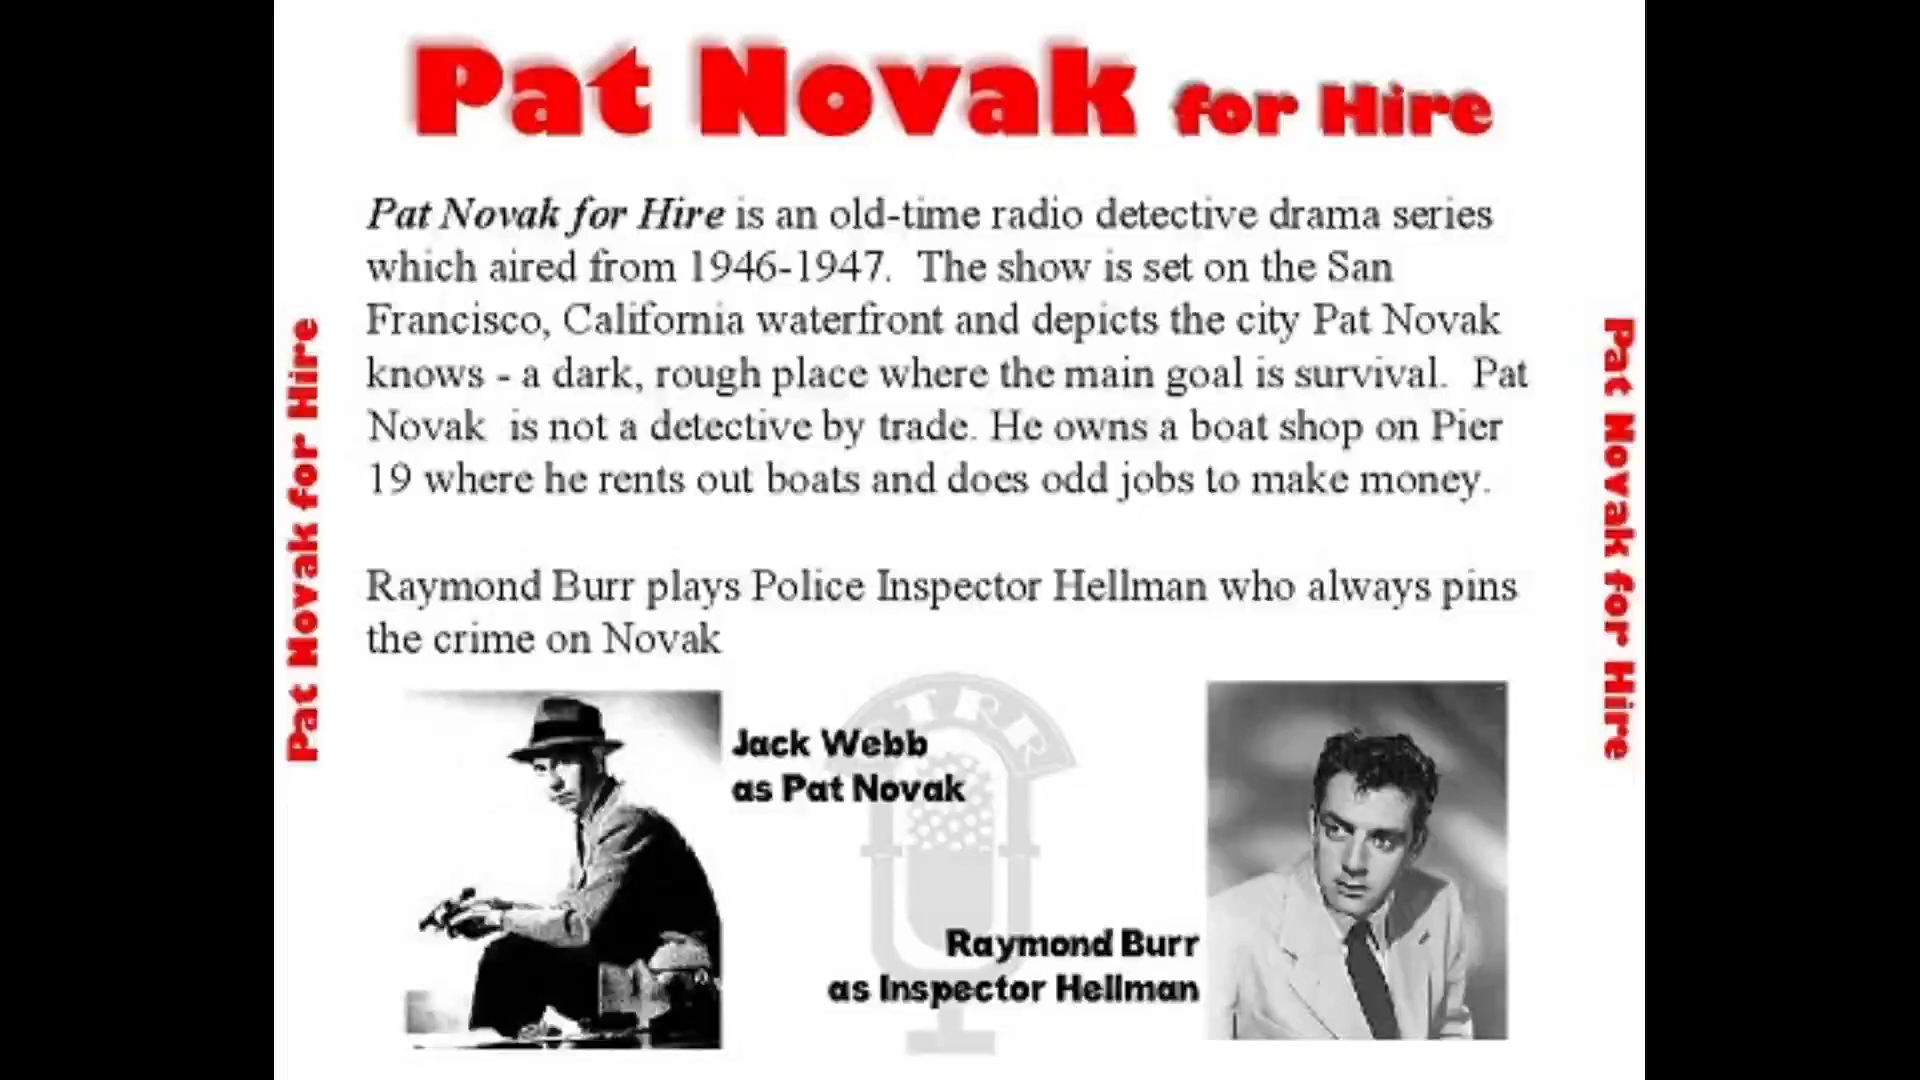 Pat Novak for Hire
Pat Novak for Hire is an old-time radio detective drama series
which aired from 1946-1947. The show is set on the San
Francisco, California waterfront and depicts the city Pat Novak
knows - a dark, rough place where the main goal is survival. Pat
Novak is not a detective by trade. He owns a boat shop on Pier
19 where he rents out boats and does odd jobs to make money.
Raymond Burr plays Police Inspector Hellman who always pins
the crime on Novak
Pat Novak for Hire
Pat Novak for Hire
Jack Webb
as Pat Novak
Raymond Burr
as Inspector Hellman